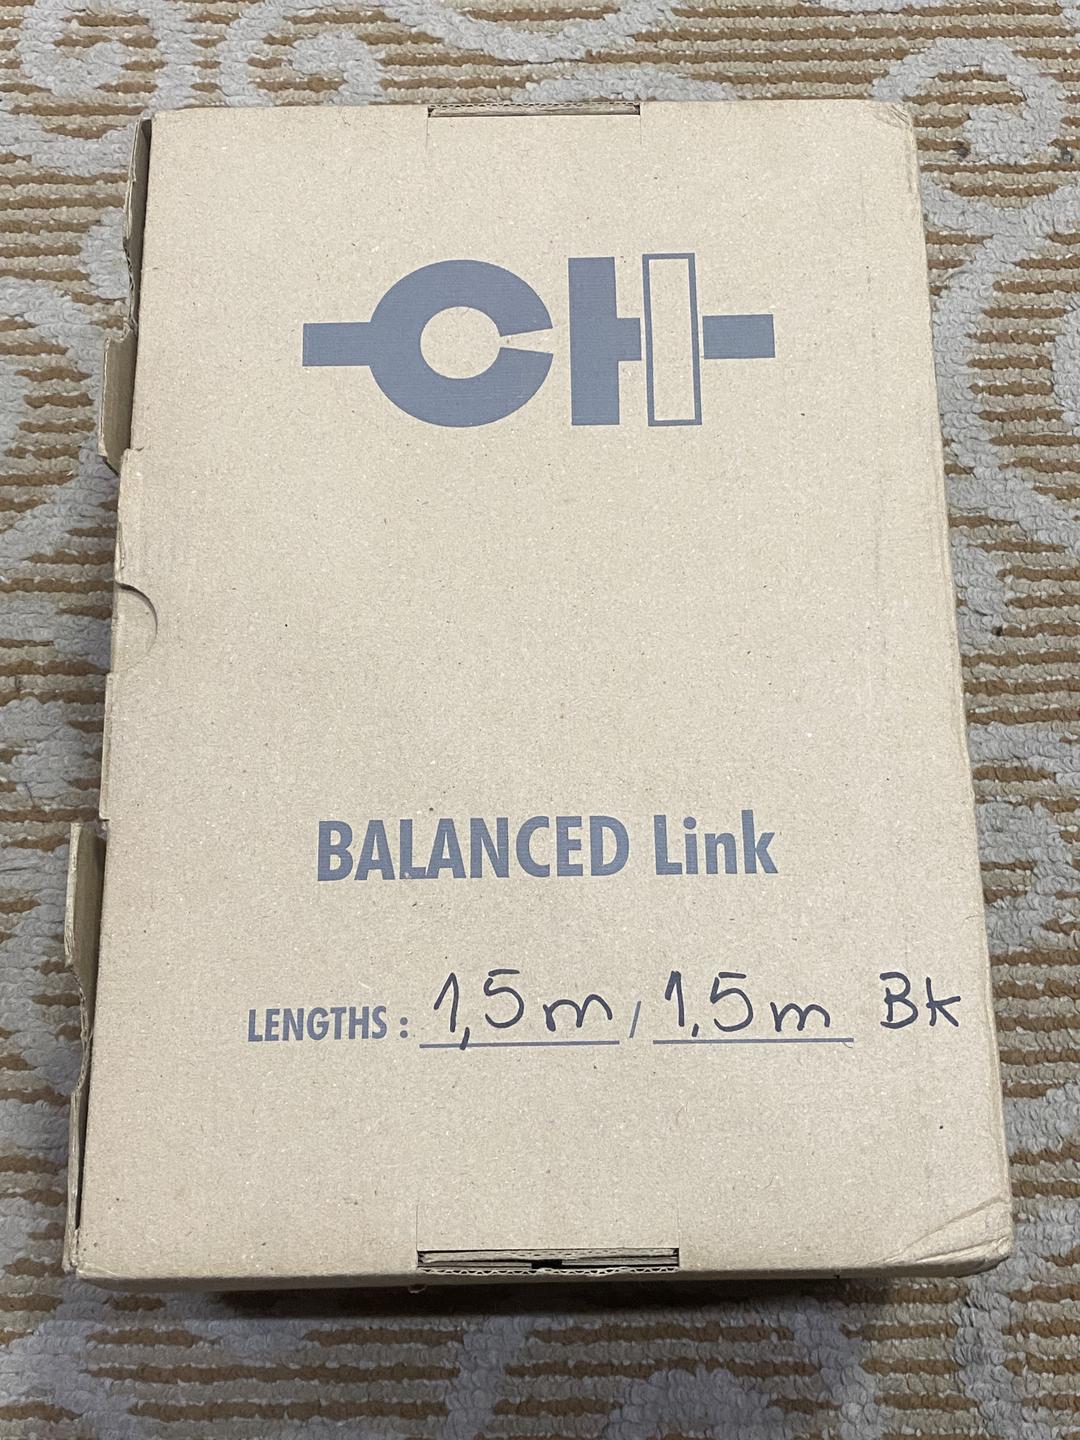 CH
BALANCED Link
LENGTHS : 1,5m / 1,5m Bk